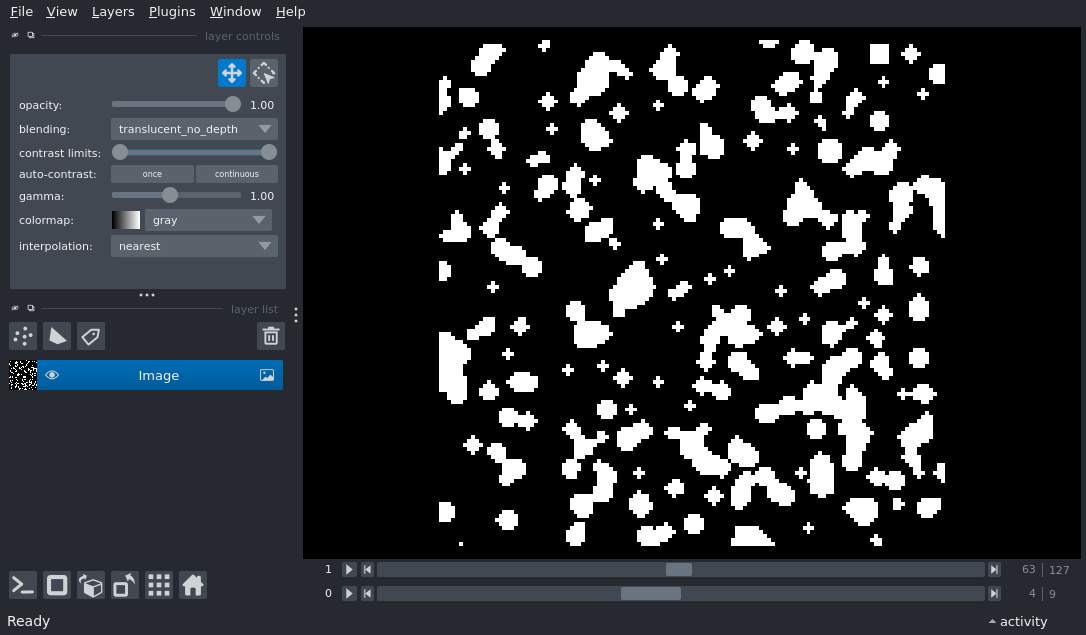 File View Layers Plugins Window Help
layer controls
opacity: 1.00
blending: translucent_no_depth
contrast limits:
auto-contrast: once continuous
gamma: 1.00
colormap: gray
interpolation: nearest
layer list
Image
1 63 127
0 4 9
Ready activity